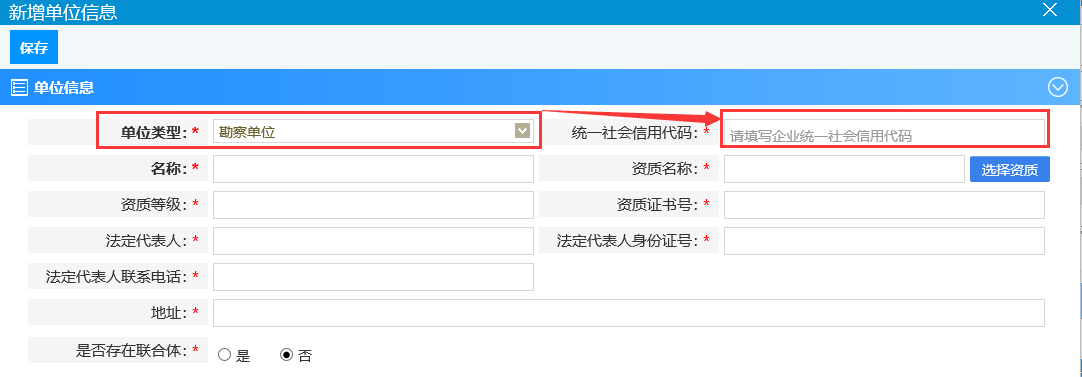 新增单位信息
保存
单位信息
单位类型：* 勘察单位 统一社会信用代码：* 请填写企业统一社会信用代码
名称：* 资质名称：* 选择资质
资质等级：* 资质证书号：*
法定代表人：* 法定代表人身份证号：*
法定代表人联系电话：*
地址：*
是否存在联合体：* 是 否